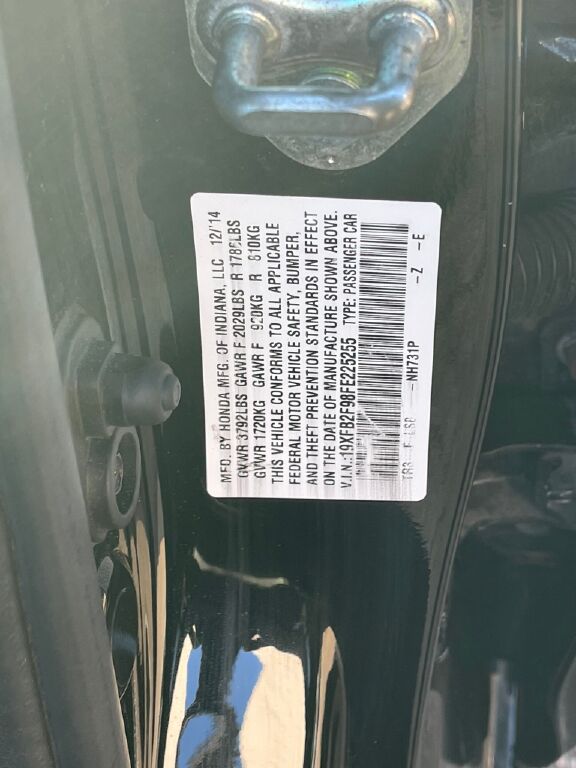 MFD. BY HONDA MFG. OF INDIANA, LLC 12/14
GVWR 3792LBS GAWR F 2029LBS R 1786LBS
GVWR 1720KG GAWR F 920KG R 810KG
THIS VEHICLE CONFORMS TO ALL APPLICABLE
FEDERAL MOTOR VEHICLE SAFETY, BUMPER,
AND THEFT PREVENTION STANDARDS IN EFFECT
ON THE DATE OF MANUFACTURE SHOWN ABOVE.
V.I.N.:19XFB2F98FE225255 TYPE: PASSENGER CAR
-NH731P -Z -E